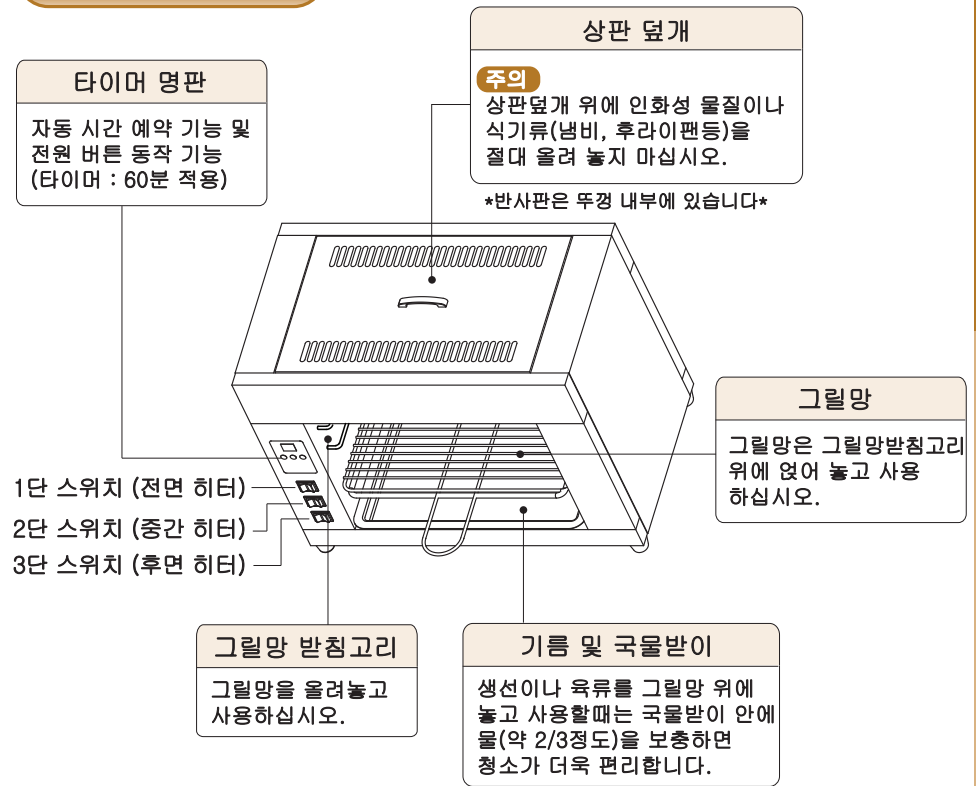 상판 덮개
주의
상판덮개 위에 인화성 물질이나
식기류(냄비, 후라이팬등)을
절대 올려 놓지 마십시오.
*반사판은 뚜껑 내부에 있습니다*
타이머 명판
자동 시간 예약 기능 및
전원 버튼 동작 기능
(타이머 : 60분 적용)
그릴망
그릴망은 그릴망받침고리
위에 얹어 놓고 사용
하십시오.
1단 스위치 (전면 히터)
2단 스위치 (중간 히터)
3단 스위치 (후면 히터)
그릴망 받침고리
그릴망을 올려놓고
사용하십시오.
기름 및 국물받이
생선이나 육류를 그릴망 위에
놓고 사용할때는 국물받이 안에
물(약 2/3정도)을 보충하면
청소가 더욱 편리합니다.